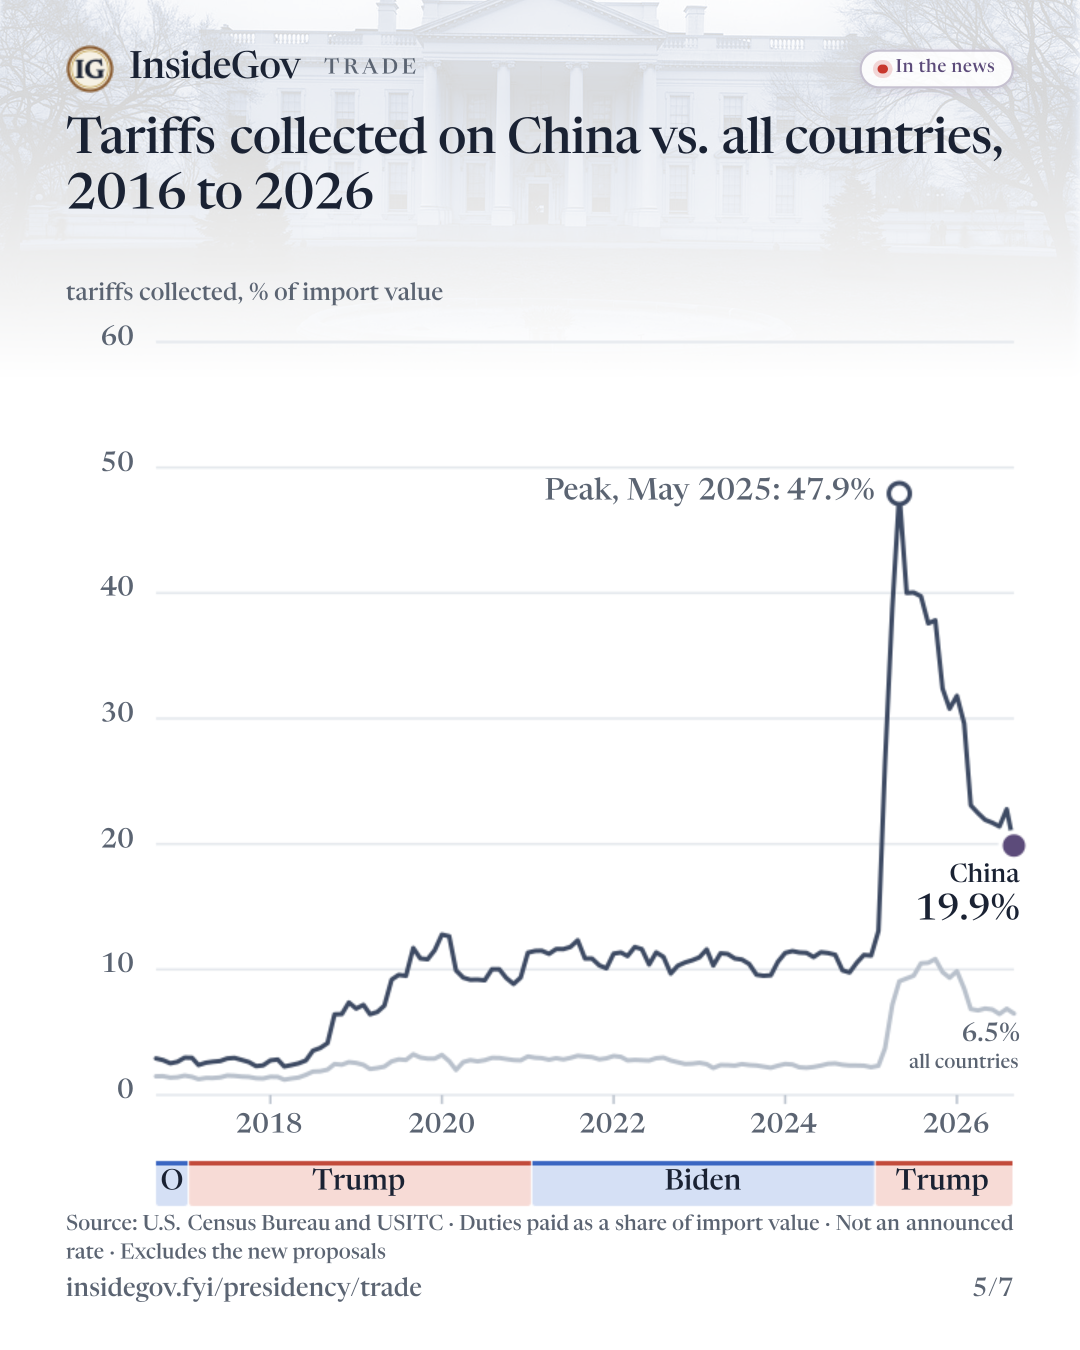 IG InsideGov TRADE
In the news
Tariffs collected on China vs. all countries,
2016 to 2026
tariffs collected, % of import value
60
50
Peak, May 2025: 47.9%
40
30
20
China
19.9%
10
6.5%
all countries
0
2018 2020 2022 2024 2026
O Trump Biden Trump
Source: U.S. Census Bureau and USITC · Duties paid as a share of import value · Not an announced
rate · Excludes the new proposals
insidegov.fyi/presidency/trade 5/7